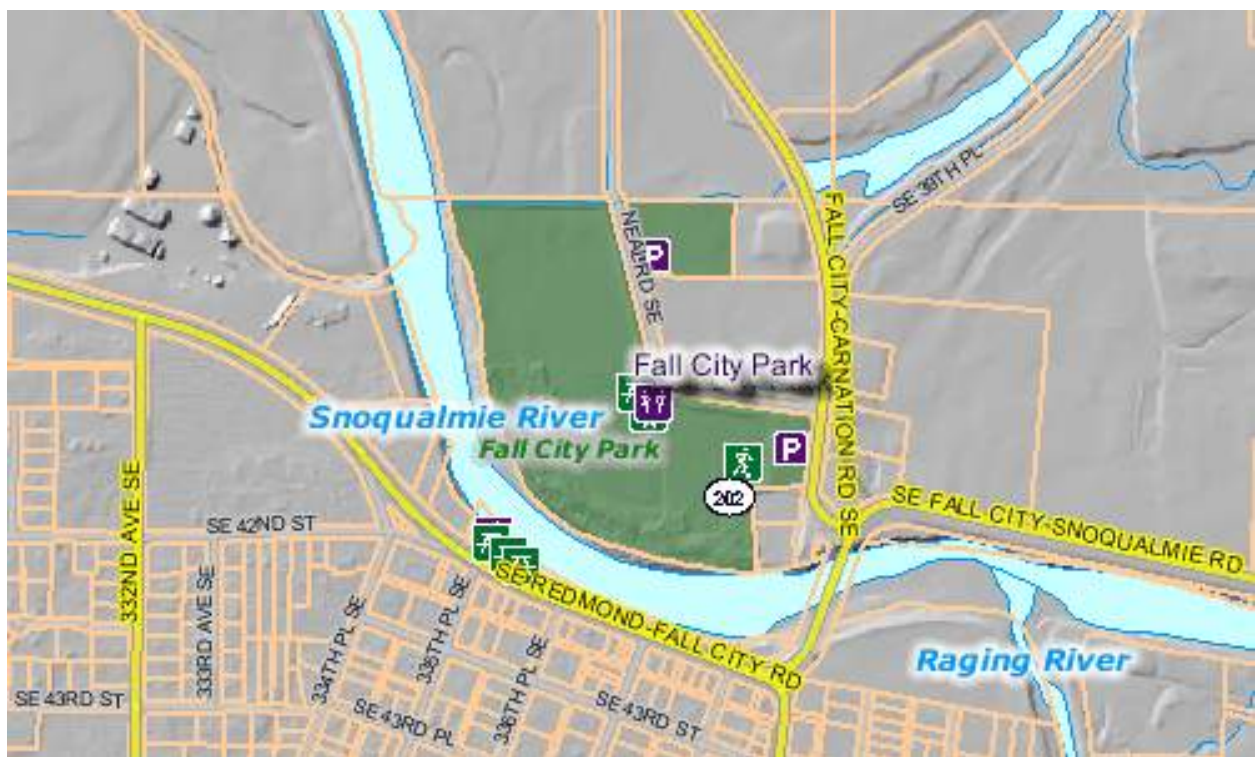 SE 39TH PL
NEAL RD SE
P
FALL CITY-CARNATION RD SE
Fall City Park
Snoqualmie River
Fall City Park
P
202
SE FALL CITY-SNOQUALMIE RD
332ND AVE SE
SE 42ND ST
333RD AVE SE
SE REDMOND-FALL CITY RD
334TH PL SE
336TH PL SE
336TH PL SE
Raging River
SE 43RD ST
SE 43RD PL
SE 43RD ST